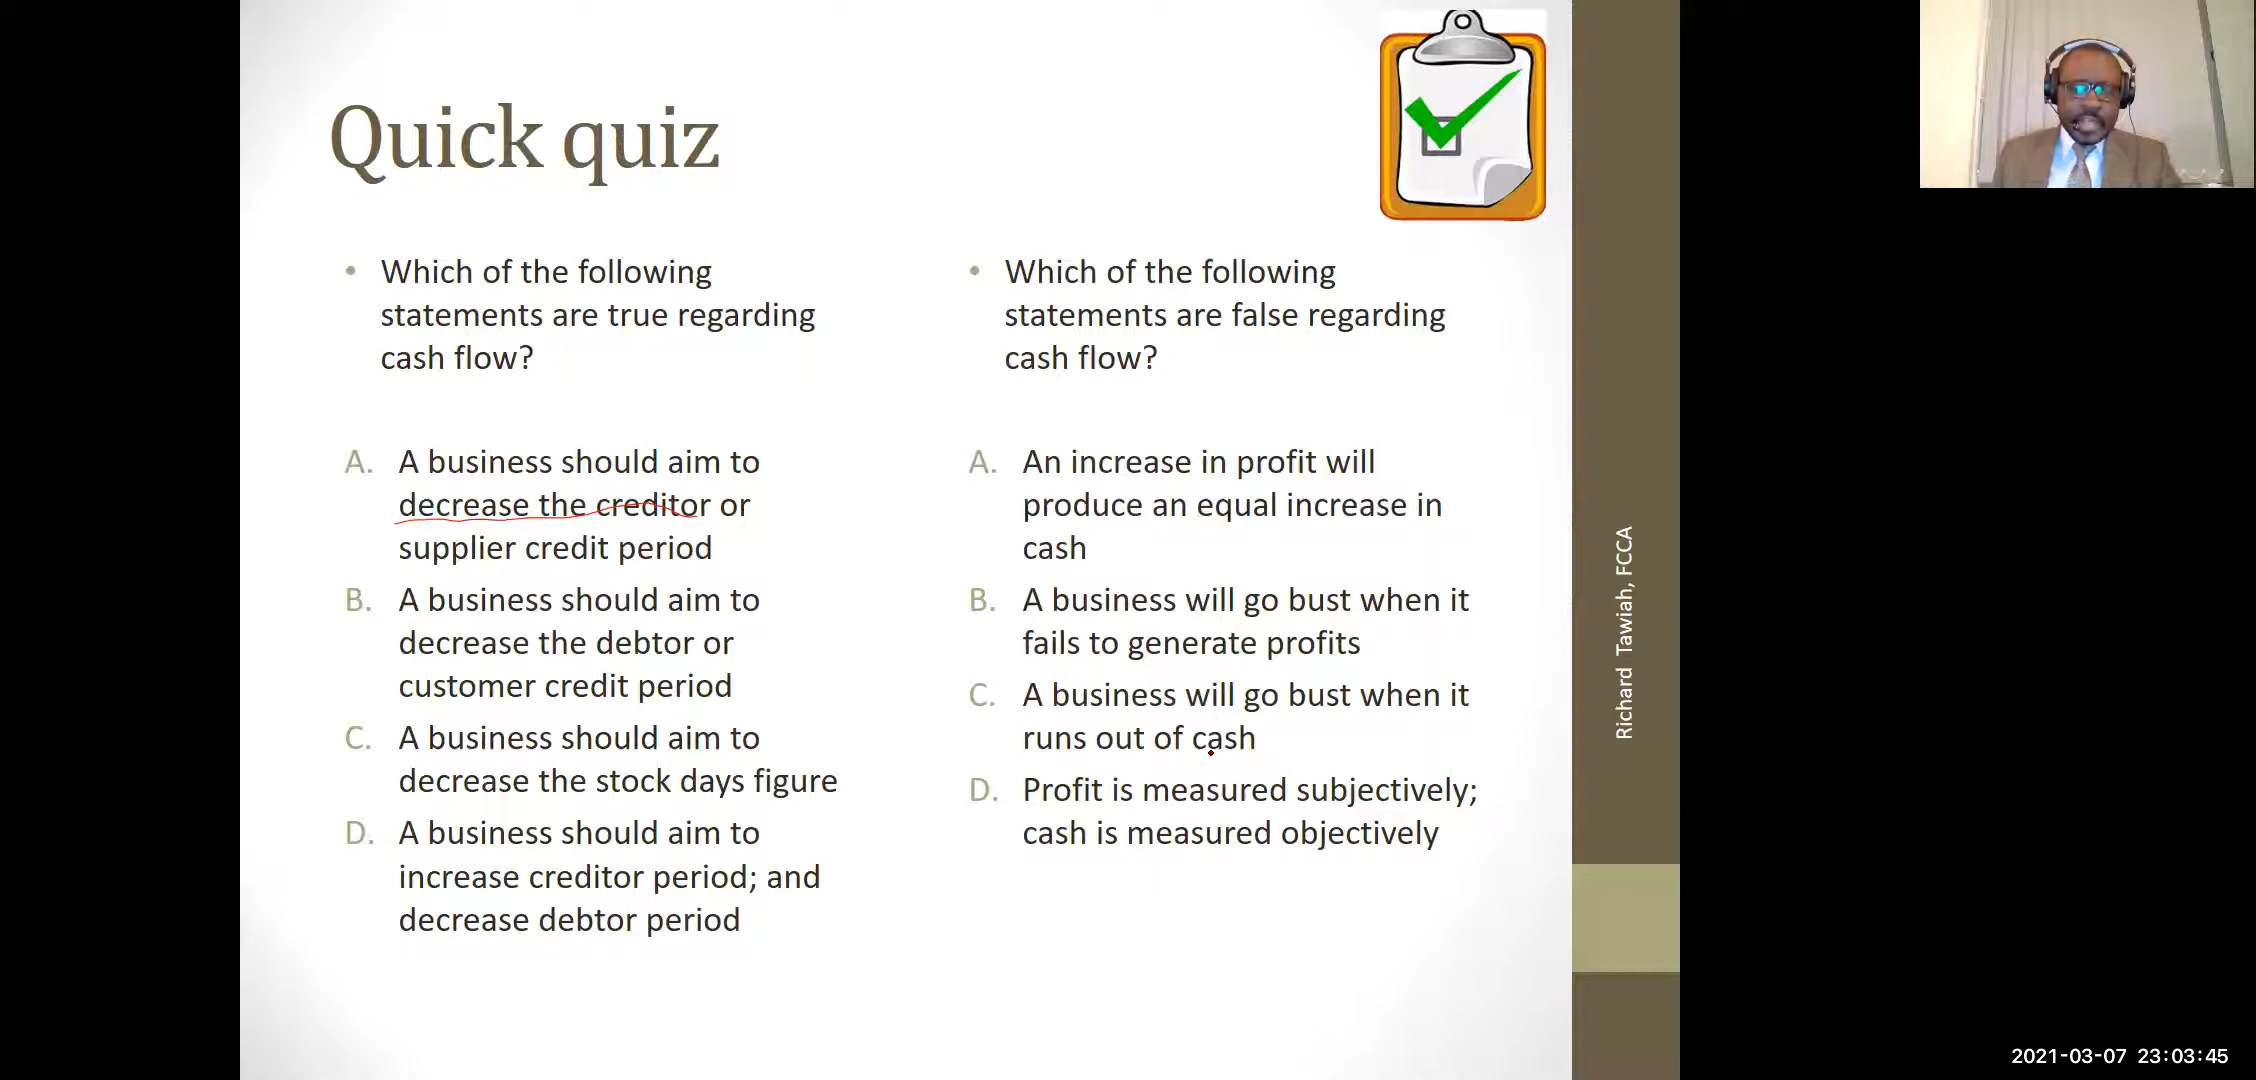 Quick quiz
• Which of the following
statements are true regarding
cash flow?
A. A business should aim to
decrease the creditor or
supplier credit period
B. A business should aim to
decrease the debtor or
customer credit period
C. A business should aim to
decrease the stock days figure
D. A business should aim to
increase creditor period; and
decrease debtor period
• Which of the following
statements are false regarding
cash flow?
A. An increase in profit will
produce an equal increase in
cash
B. A business will go bust when it
fails to generate profits
C. A business will go bust when it
runs out of cash
D. Profit is measured subjectively;
cash is measured objectively
Richard Tawiah, FCCA
2021-03-07 23:03:45